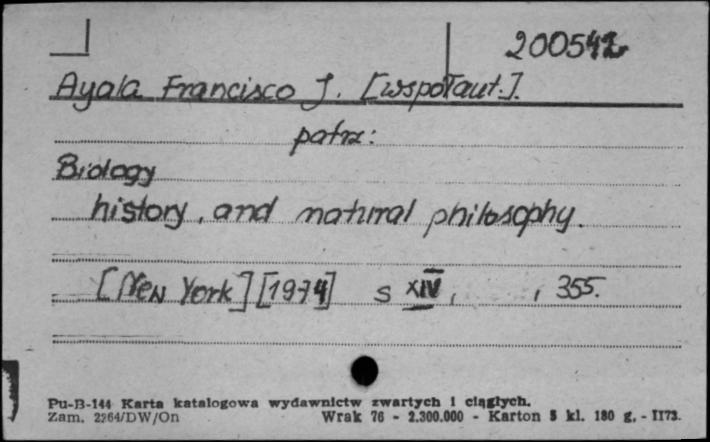 200542
Ayala Francisco J. [współaut.].
patrz:
Biology
history, and natural philosophy.
[New York] [1974] s XIV, , 355.
Pu-B-144 Karta katalogowa wydawnictw zwartych i ciągłych.
Zam. 2264/DW/On Wrak 76 - 2.300.000 - Karton 8 kl. 180 g. - II73.